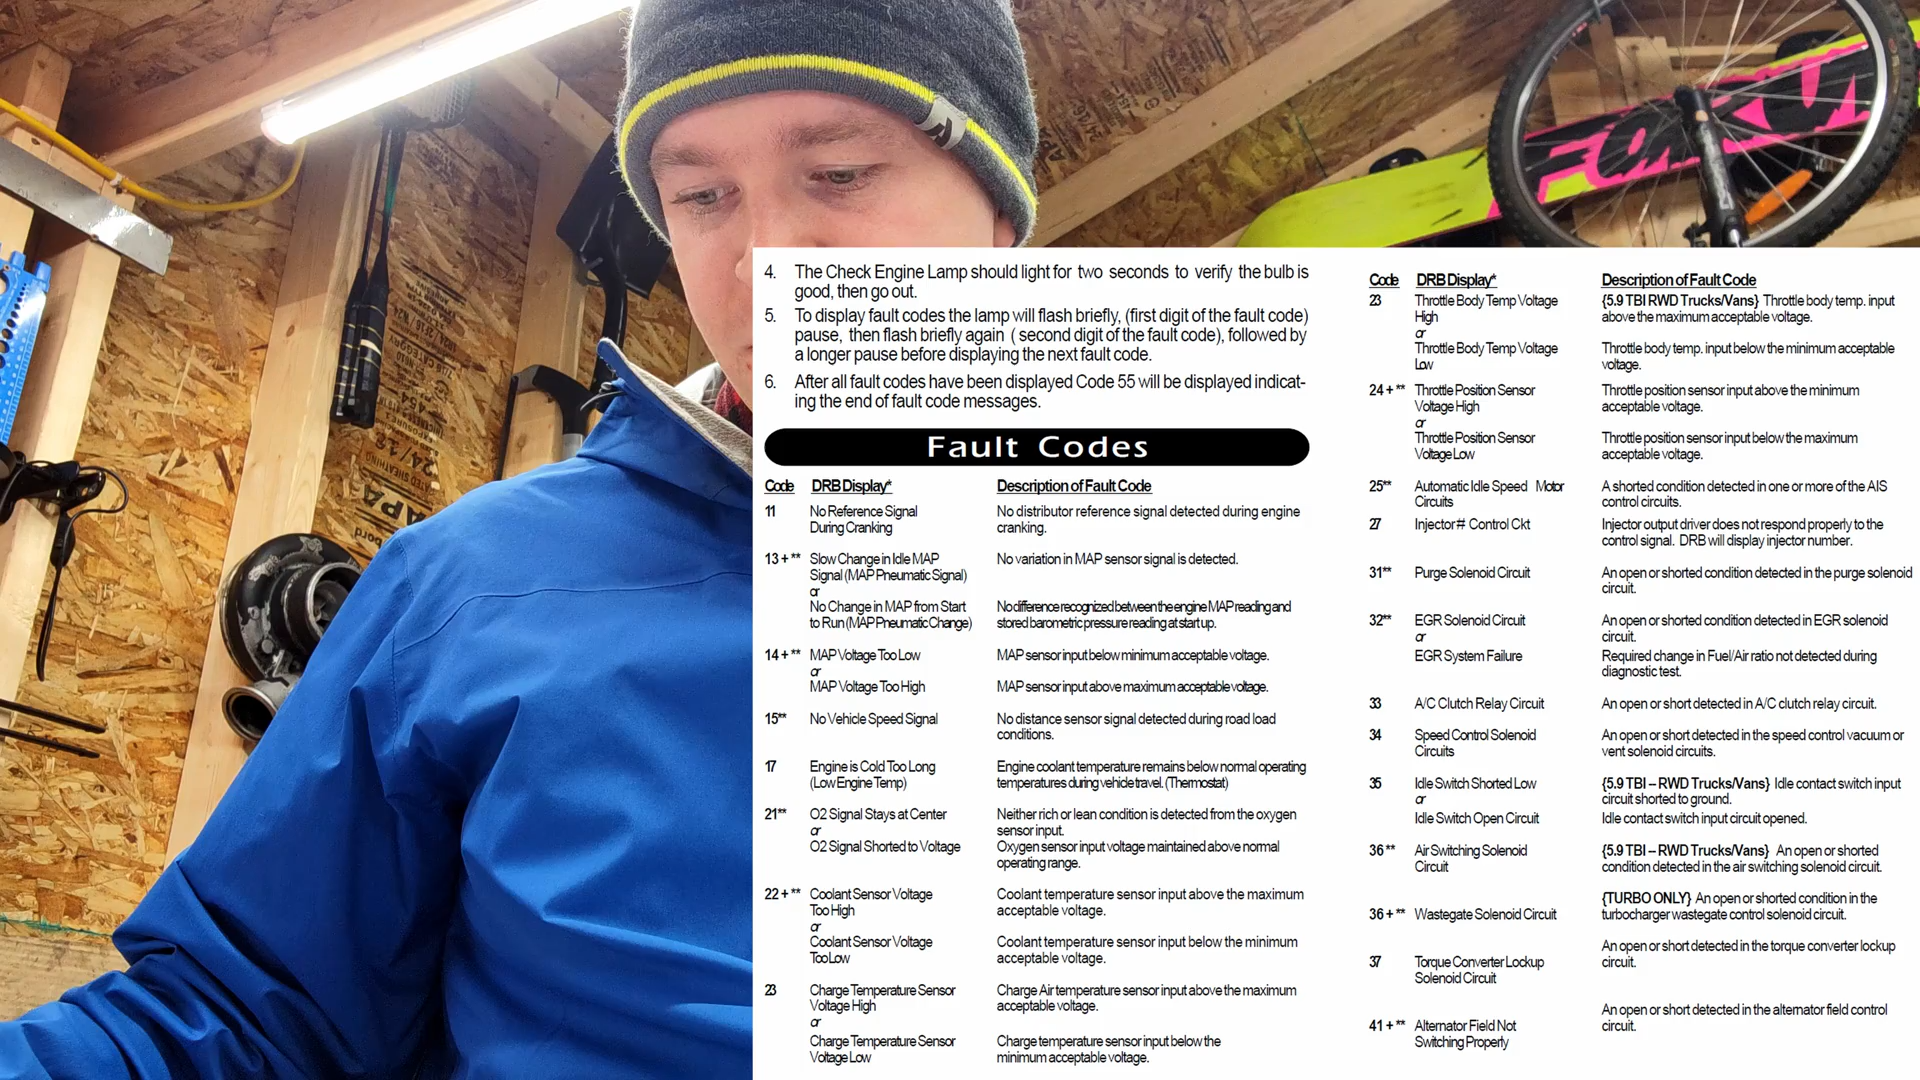 FORUM
24/16
4. The Check Engine Lamp should light for two seconds to verify the bulb is
good, then go out.
5. To display fault codes the lamp will flash briefly, (first digit of the fault code)
pause, then flash briefly again ( second digit of the fault code), followed by
a longer pause before displaying the next fault code.
6. After all fault codes have been displayed Code 55 will be displayed indicat-
ing the end of fault code messages.
Fault Codes
Code DRB Display* Description of Fault Code
11 No Reference Signal No distributor reference signal detected during engine
During Cranking cranking.
13 + ** Slow Change in Idle MAP No variation in MAP sensor signal is detected.
Signal (MAP Pneumatic Signal)
or
No Change in MAP from Start No difference recognized between the engine MAP reading and
to Run (MAP Pneumatic Change) stored barometric pressure reading at start up.
14 + ** MAP Voltage Too Low MAP sensor input below minimum acceptable voltage.
or
MAP Voltage Too High MAP sensor input above maximum acceptable voltage.
15** No Vehicle Speed Signal No distance sensor signal detected during road load
conditions.
17 Engine is Cold Too Long Engine coolant temperature remains below normal operating
(Low Engine Temp) temperatures during vehicle travel. (Thermostat)
21** O2 Signal Stays at Center Neither rich or lean condition is detected from the oxygen
or sensor input.
O2 Signal Shorted to Voltage Oxygen sensor input voltage maintained above normal
operating range.
22 + ** Coolant Sensor Voltage Coolant temperature sensor input above the maximum
Too High acceptable voltage.
or
Coolant Sensor Voltage Coolant temperature sensor input below the minimum
Too Low acceptable voltage.
23 Charge Temperature Sensor Charge Air temperature sensor input above the maximum
Voltage High acceptable voltage.
or
Charge Temperature Sensor Charge temperature sensor input below the
Voltage Low minimum acceptable voltage.
Code DRB Display* Description of Fault Code
23 Throttle Body Temp Voltage {5.9 TBI RWD Trucks/Vans} Throttle body temp. input
High above the maximum acceptable voltage.
or
Throttle Body Temp Voltage Throttle body temp. input below the minimum acceptable
Low voltage.
24 + ** Throttle Position Sensor Throttle position sensor input above the minimum
Voltage High acceptable voltage.
or
Throttle Position Sensor Throttle position sensor input below the maximum
Voltage Low acceptable voltage.
25** Automatic Idle Speed Motor A shorted condition detected in one or more of the AIS
Circuits control circuits.
27 Injector # Control Ckt Injector output driver does not respond properly to the
control signal. DRB will display injector number.
31** Purge Solenoid Circuit An open or shorted condition detected in the purge solenoid
circuit.
32** EGR Solenoid Circuit An open or shorted condition detected in EGR solenoid
or circuit.
EGR System Failure Required change in Fuel/Air ratio not detected during
diagnostic test.
33 A/C Clutch Relay Circuit An open or short detected in A/C clutch relay circuit.
34 Speed Control Solenoid An open or short detected in the speed control vacuum or
Circuits vent solenoid circuits.
35 Idle Switch Shorted Low {5.9 TBI – RWD Trucks/Vans} Idle contact switch input
or circuit shorted to ground.
Idle Switch Open Circuit Idle contact switch input circuit opened.
36 ** Air Switching Solenoid {5.9 TBI – RWD Trucks/Vans} An open or shorted
Circuit condition detected in the air switching solenoid circuit.
{TURBO ONLY} An open or shorted condition in the
36 + ** Wastegate Solenoid Circuit turbocharger wastegate control solenoid circuit.
An open or short detected in the torque converter lockup
37 Torque Converter Lockup circuit.
Solenoid Circuit
An open or short detected in the alternator field control
41 + ** Alternator Field Not circuit.
Switching Properly